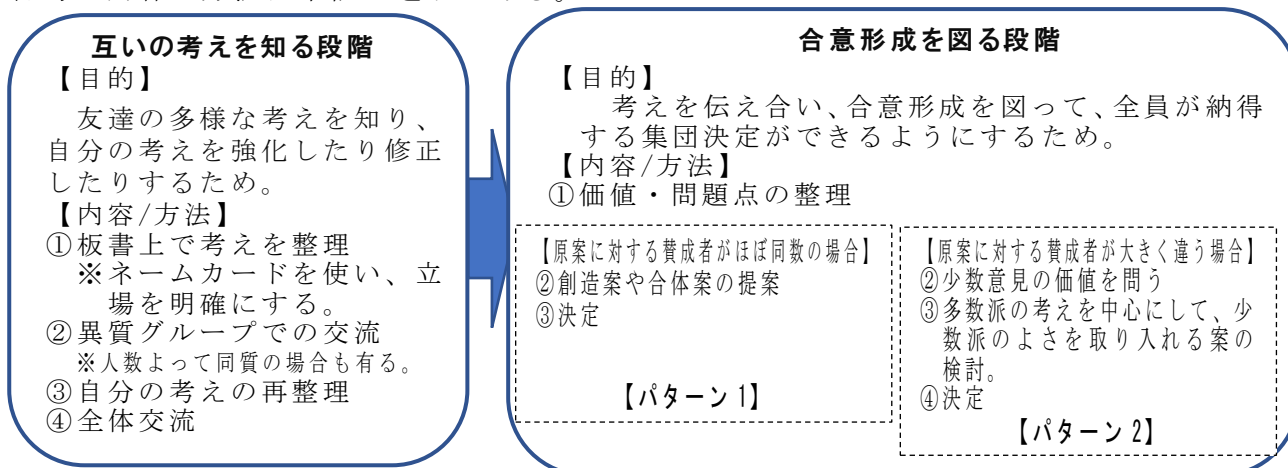 互いの考えを知る段階
【目的】
友達の多様な考えを知り、
自分の考えを強化したり修正
したりするため。
【内容/方法】
①板書上で考えを整理
※ネームカードを使い、立
場を明確にする。
②異質グループでの交流
※人数よって同質の場合も有る。
③自分の考えの再整理
④全体交流
合意形成を図る段階
【目的】
考えを伝え合い、合意形成を図って、全員が納得
する集団決定ができるようにするため。
【内容/方法】
①価値・問題点の整理
【原案に対する賛成者がほぼ同数の場合】
②創造案や合体案の提案
③決定
【パターン1】
【原案に対する賛成者が大きく違う場合】
②少数意見の価値を問う
③多数派の考えを中心にして、少
数派のよさを取り入れる案の
検討。
④決定
【パターン2】